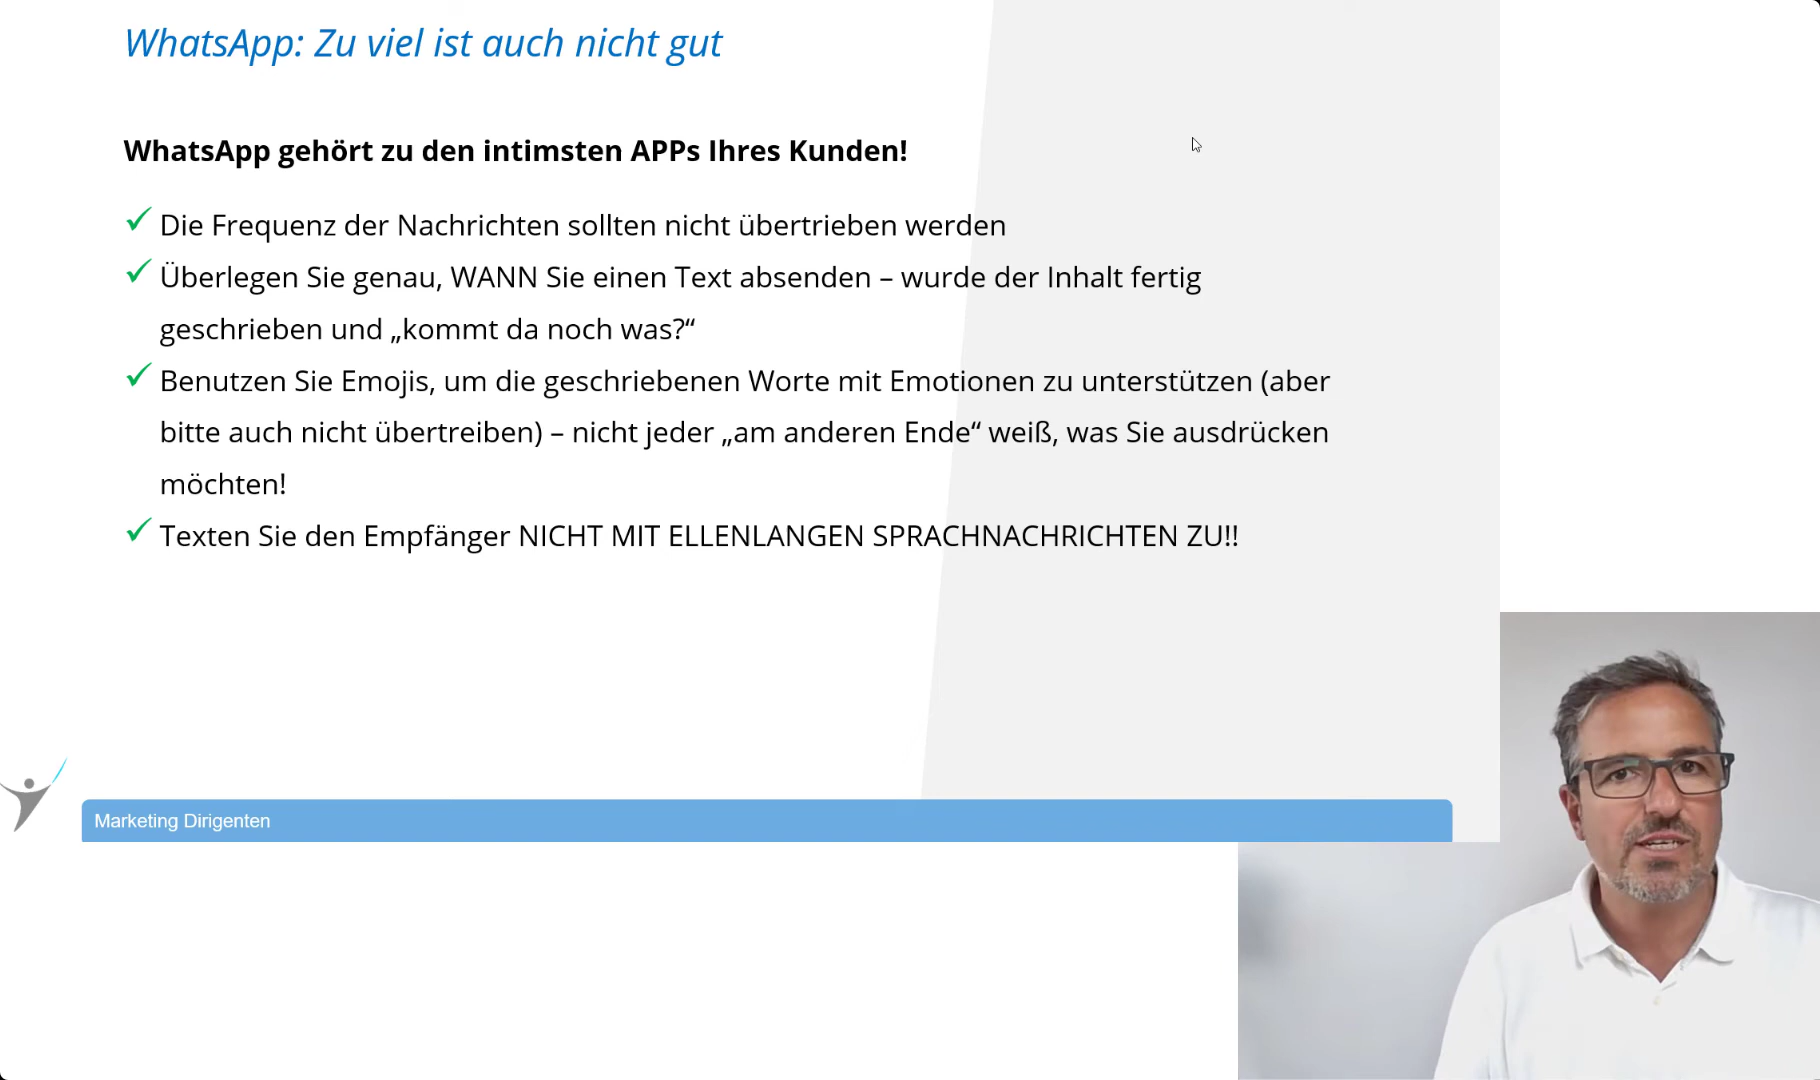 WhatsApp: Zu viel ist auch nicht gut
WhatsApp gehört zu den intimsten APPs Ihres Kunden!
Die Frequenz der Nachrichten sollten nicht übertrieben werden
Überlegen Sie genau, WANN Sie einen Text absenden – wurde der Inhalt fertig
geschrieben und „kommt da noch was?“
Benutzen Sie Emojis, um die geschriebenen Worte mit Emotionen zu unterstützen (aber
bitte auch nicht übertreiben) – nicht jeder „am anderen Ende“ weiß, was Sie ausdrücken
möchten!
Texten Sie den Empfänger NICHT MIT ELLENLANGEN SPRACHNACHRICHTEN ZU!!
Marketing Dirigenten